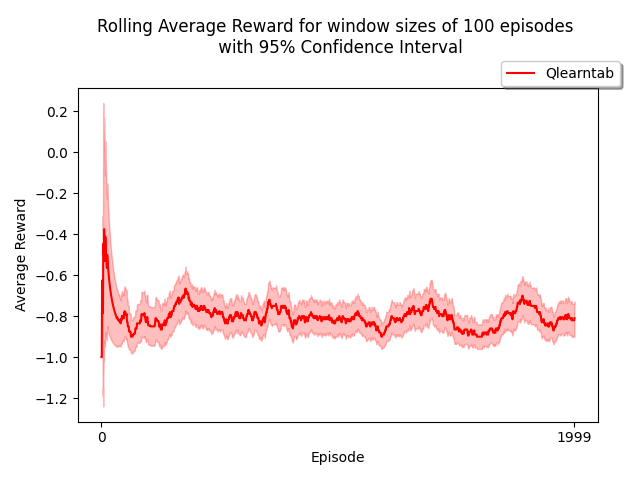 Rolling Average Reward for window sizes of 100 episodes
with 95% Confidence Interval
Qlearntab
0.2
0.0
−0.2
−0.4
−0.6
−0.8
−1.0
−1.2
Average Reward
0 1999
Episode